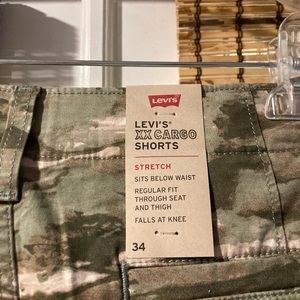 Levi's
LEVI'S®
XX CARGO
SHORTS
STRETCH
SITS BELOW WAIST
REGULAR FIT
THROUGH SEAT
AND THIGH
FALLS AT KNEE
34